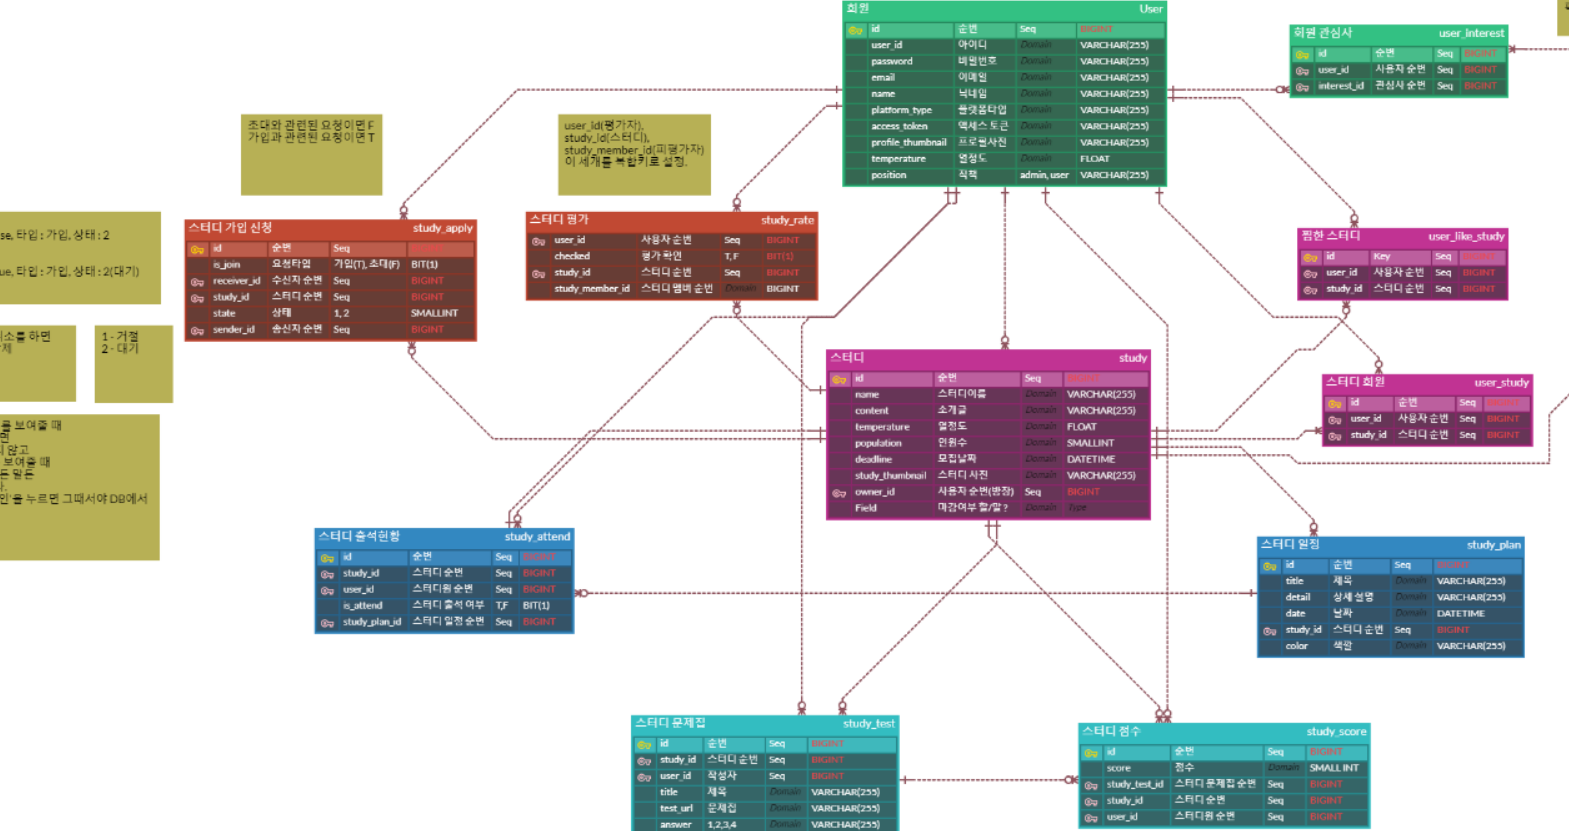 회원 User
id 순번 Seq BIGINT
user_id 아이디 Domain VARCHAR(255)
password 비밀번호 Domain VARCHAR(255)
email 이메일 Domain VARCHAR(255)
name 닉네임 Domain VARCHAR(255)
platform_type 플랫폼타입 Domain VARCHAR(255)
access_token 액세스 토큰 Domain VARCHAR(255)
profile_thumbnail 프로필사진 Domain VARCHAR(255)
temperature 열정도 Domain FLOAT
position 직책 admin, user VARCHAR(255)
회원 관심사 user_interest
id 순번 Seq BIGINT
user_id 사용자 순번 Seq BIGINT
interest_id 관심사 순번 Seq BIGINT
초대와 관련된 요청이면 F
가입과 관련된 요청이면 T
user_id(평가자),
study_id(스터디),
study_member_id(피평가자)
이 세개를 복합키로 설정.
se, 타입 : 가입, 상태 : 2
ue, 타입 : 가입, 상태 : 2(대기)
스터디 가입 신청 study_apply
id 순번 Seq BIGINT
is_join 요청타입 가입(T), 초대(F) BIT(1)
receiver_id 수신자 순번 Seq BIGINT
study_id 스터디 순번 Seq BIGINT
state 상태 1, 2 SMALLINT
sender_id 송신자 순번 Seq BIGINT
스터디 평가 study_rate
user_id 사용자 순번 Seq BIGINT
checked 평가 확인 T, F BIT(1)
study_id 스터디 순번 Seq BIGINT
study_member_id 스터디 멤버 순번 Domain BIGINT
찜한 스터디 user_like_study
id Key Seq BIGINT
user_id 사용자 순번 Seq BIGINT
study_id 스터디 순번 Seq BIGINT
소를 하면
제
1 - 거절
2 - 대기
스터디 study
id 순번 Seq BIGINT
name 스터디이름 Domain VARCHAR(255)
content 소개글 Domain VARCHAR(255)
temperature 열정도 Domain FLOAT
population 인원수 Domain SMALLINT
deadline 모집날짜 Domain DATETIME
study_thumbnail 스터디 사진 Domain VARCHAR(255)
owner_id 사용자 순번(방장) Seq BIGINT
Field 마감여부 할/말 ? Domain Type
스터디 회원 user_study
id 순번 Seq BIGINT
user_id 사용자 순번 Seq BIGINT
study_id 스터디 순번 Seq BIGINT
를 보여줄 때
면
지 않고
보여줄 때
든 말든
다.
인'을 누르면 그때서야 DB에서
스터디 출석현황 study_attend
id 순번 Seq BIGINT
study_id 스터디 순번 Seq BIGINT
user_id 스터디원 순번 Seq BIGINT
is_attend 스터디 출석 여부 T,F BIT(1)
study_plan_id 스터디 일정 순번 Seq BIGINT
스터디 일정 study_plan
id 순번 Seq BIGINT
title 제목 Domain VARCHAR(255)
detail 상세 설명 Domain VARCHAR(255)
date 날짜 Domain DATETIME
study_id 스터디 순번 Seq BIGINT
color 색깔 Domain VARCHAR(255)
스터디 문제집 study_test
id 순번 Seq BIGINT
study_id 스터디 순번 Seq BIGINT
user_id 작성자 Seq BIGINT
title 제목 Domain VARCHAR(255)
test_url 문제집 Domain VARCHAR(255)
answer 1,2,3,4 Domain VARCHAR(255)
스터디 점수 study_score
id 순번 Seq BIGINT
score 점수 Domain SMALLINT
study_test_id 스터디 문제집 순번 Seq BIGINT
study_id 스터디 순번 Seq BIGINT
user_id 스터디원 순번 Seq BIGINT